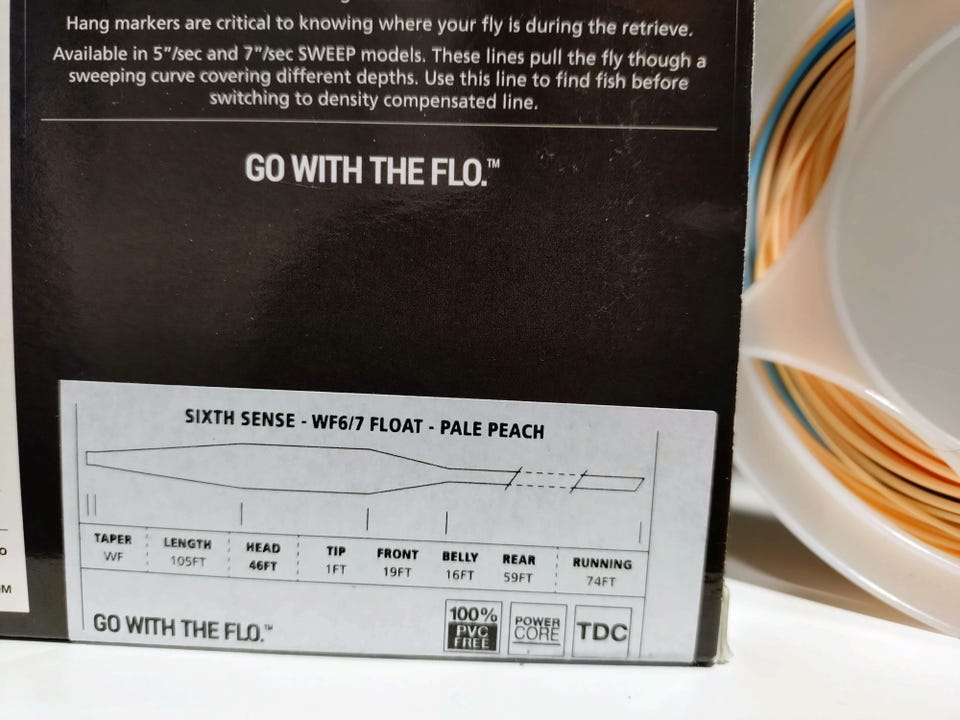 Hang markers are critical to knowing where your fly is during the retrieve.
Available in 5"/sec and 7"/sec SWEEP models. These lines pull the fly though a
sweeping curve covering different depths. Use this line to find fish before
switching to density compensated line.
GO WITH THE FLO.™
SIXTH SENSE - WF6/7 FLOAT - PALE PEACH
TAPER LENGTH HEAD TIP FRONT BELLY REAR RUNNING
WF 105FT 46FT 1FT 19FT 16FT 59FT 74FT
GO WITH THE FLO.™
100% PVC FREE
POWER CORE
TDC